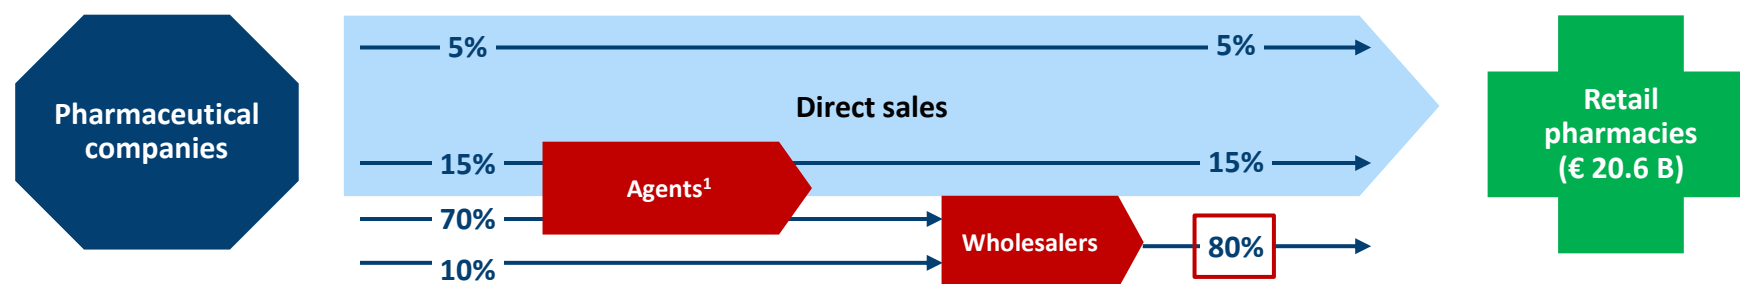 Pharmaceutical
companies
5%
5%
Direct sales
15%
15%
Agents¹
70%
10%
Wholesalers
80%
Retail
pharmacies
(€ 20.6 B)